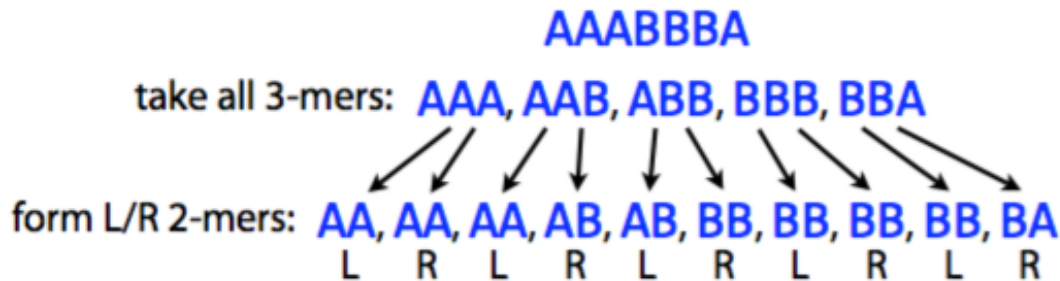 AAABBBA
take all 3-mers: AAA, AAB, ABB, BBB, BBA
form L/R 2-mers: AA, AA, AA, AB, AB, BB, BB, BB, BB, BA
L R L R L R L R L R